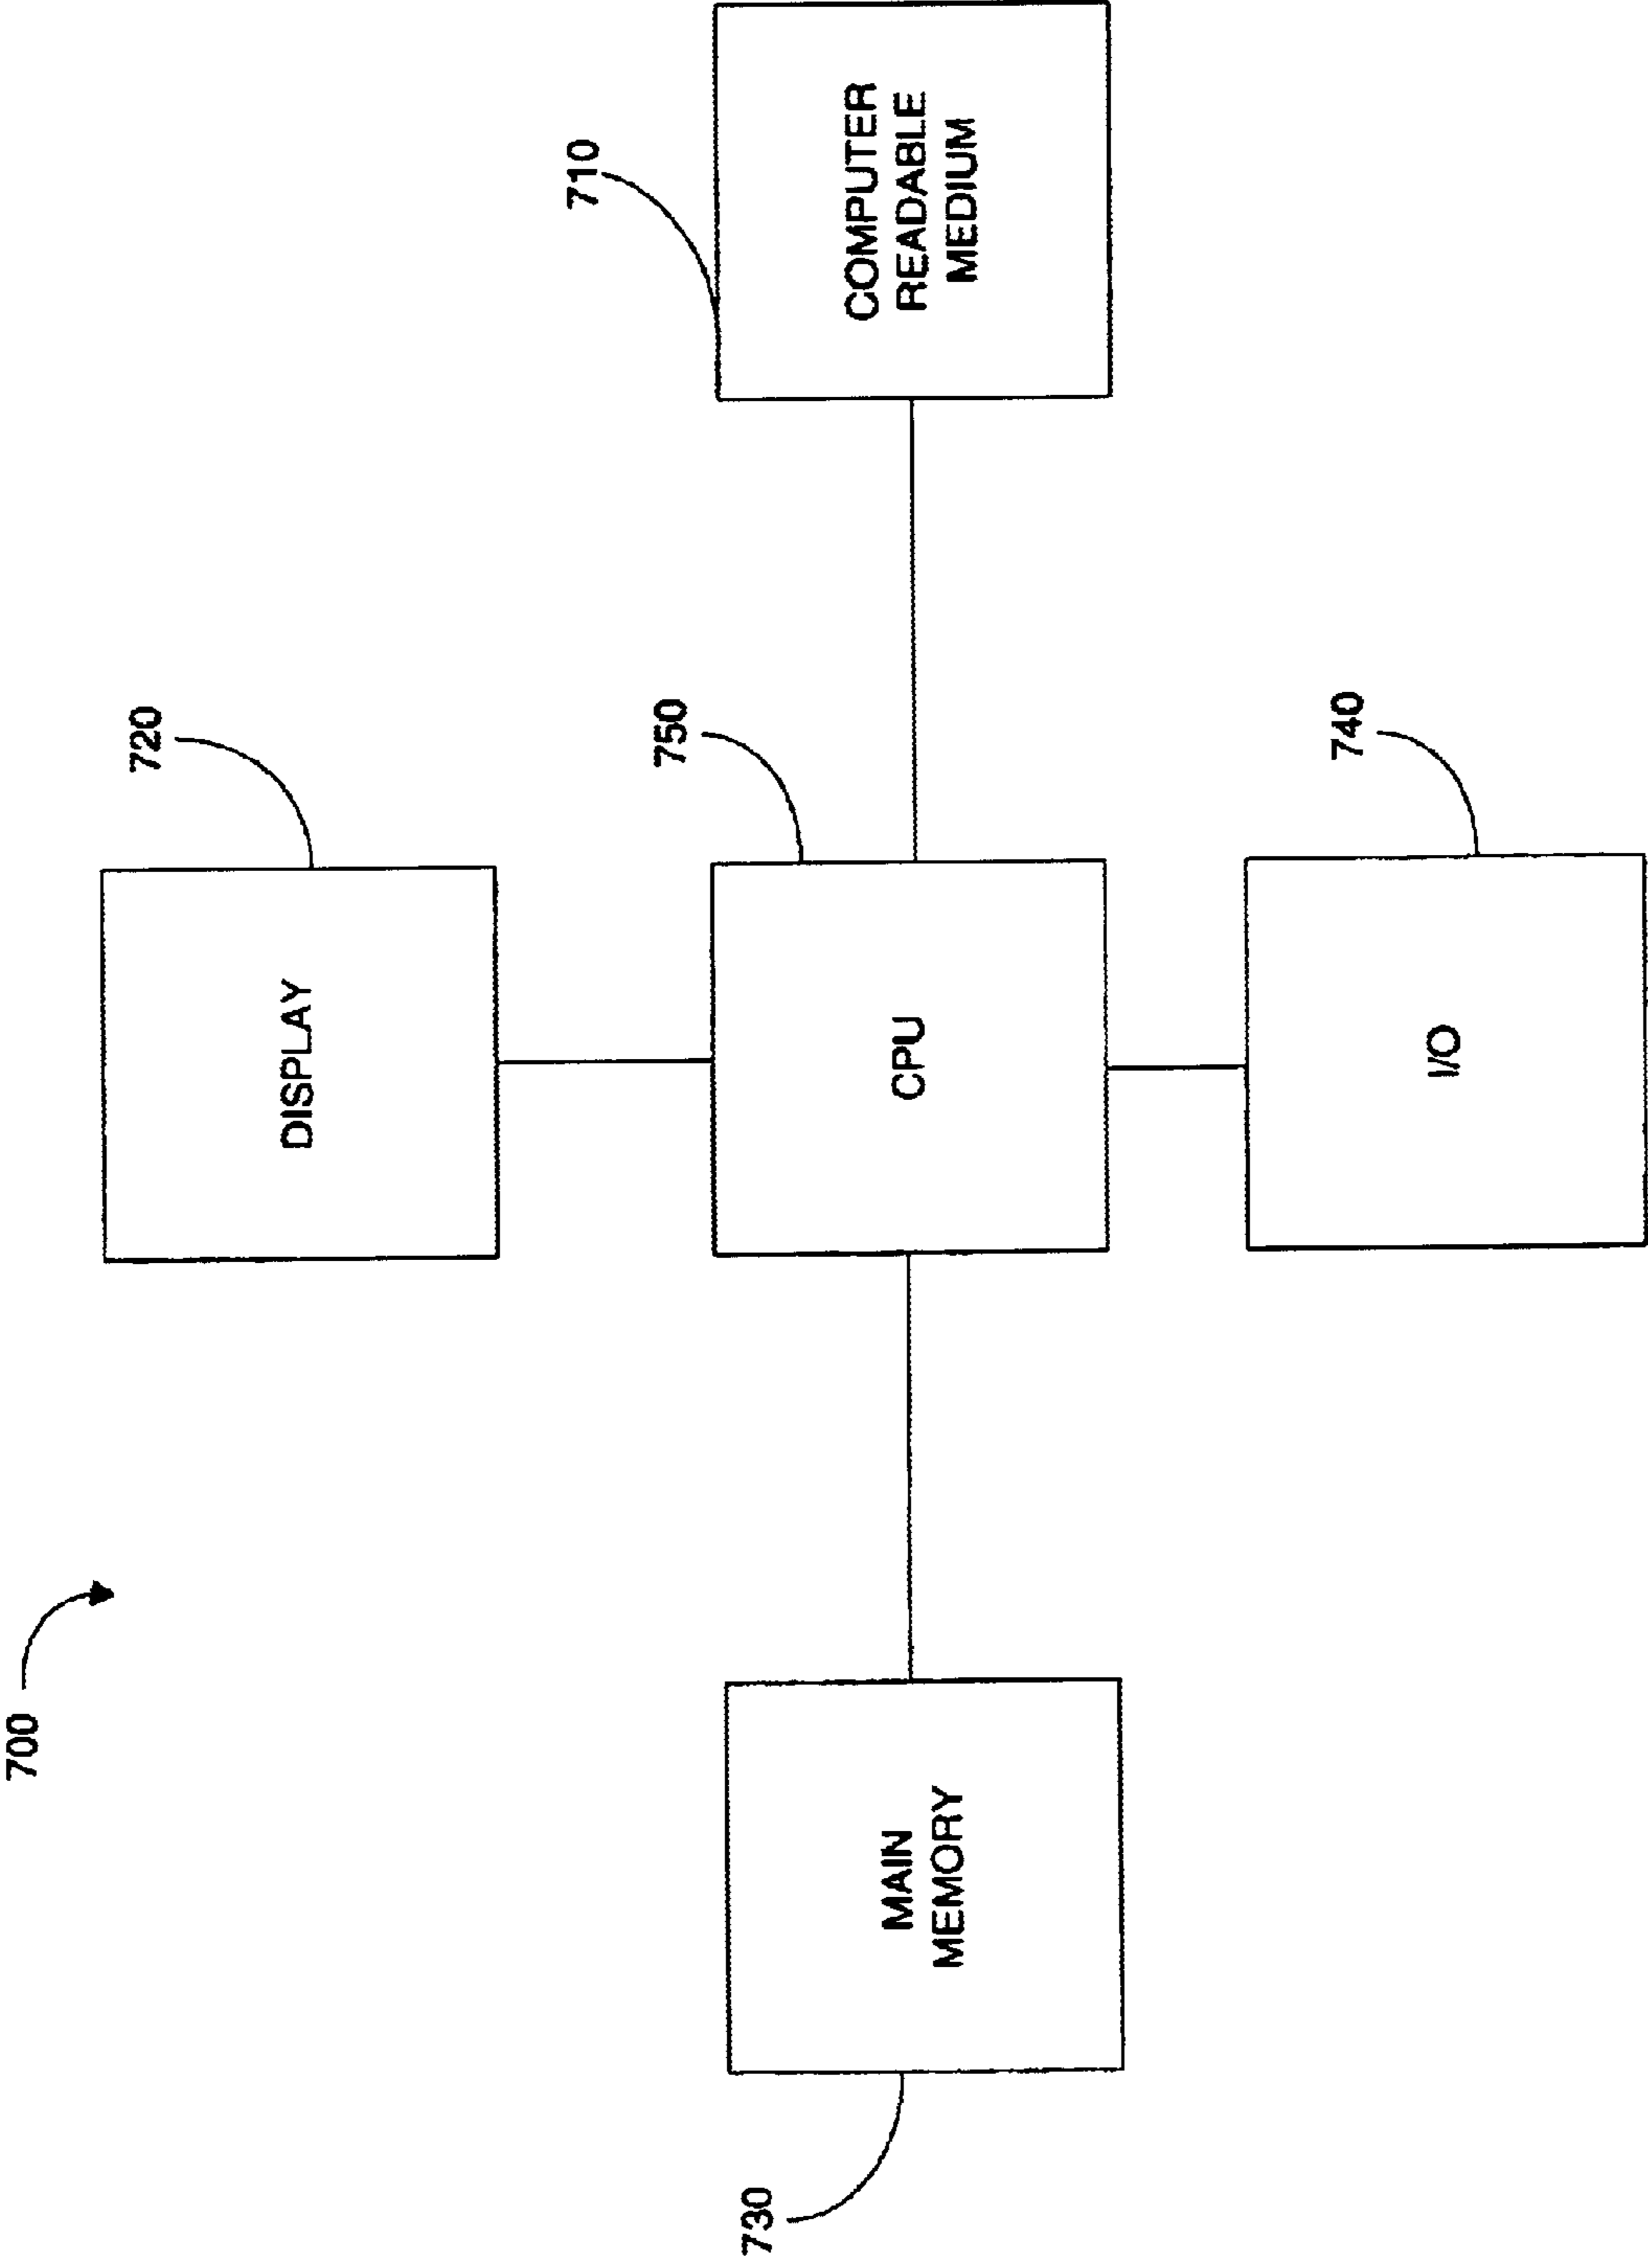 700
720
DISPLAY
710
COMPUTER
READABLE
MEDIUM
750
CPU
730
MAIN
MEMORY
740
I/O